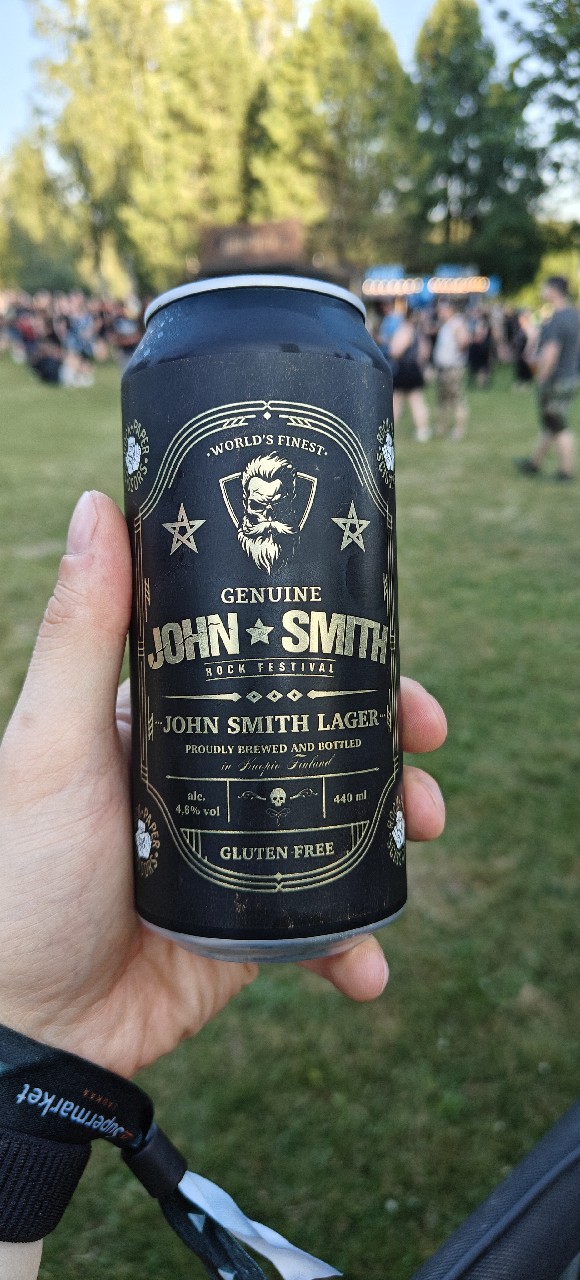 ·WORLD'S FINEST·
GENUINE
JOHN ★ SMITH
ROCK FESTIVAL
JOHN SMITH LAGER
PROUDLY BREWED AND BOTTLED
in Kuopio Finland
alc.
4,6% vol
440 ml
GLUTEN FREE
Supermarket